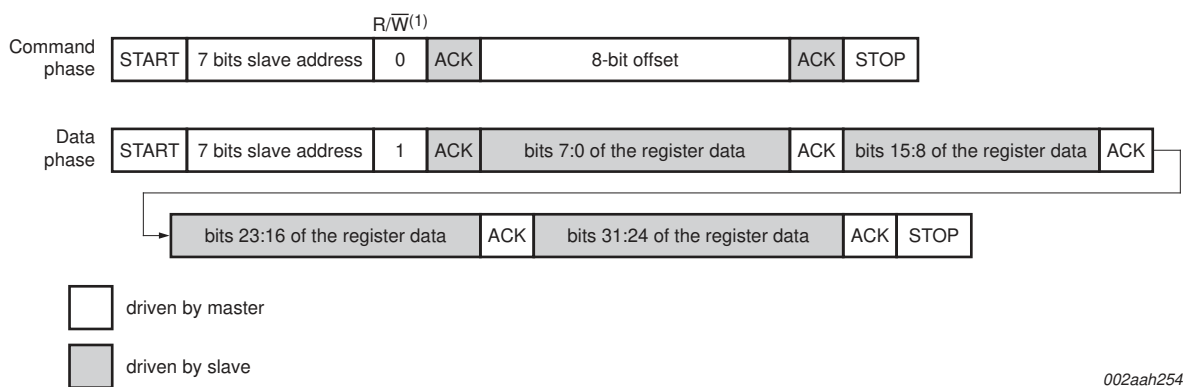 R/W(1)
Command phase START 7 bits slave address 0 ACK 8-bit offset ACK STOP
Data phase START 7 bits slave address 1 ACK bits 7:0 of the register data ACK bits 15:8 of the register data ACK
bits 23:16 of the register data ACK bits 31:24 of the register data ACK STOP
driven by master
driven by slave
002aah254